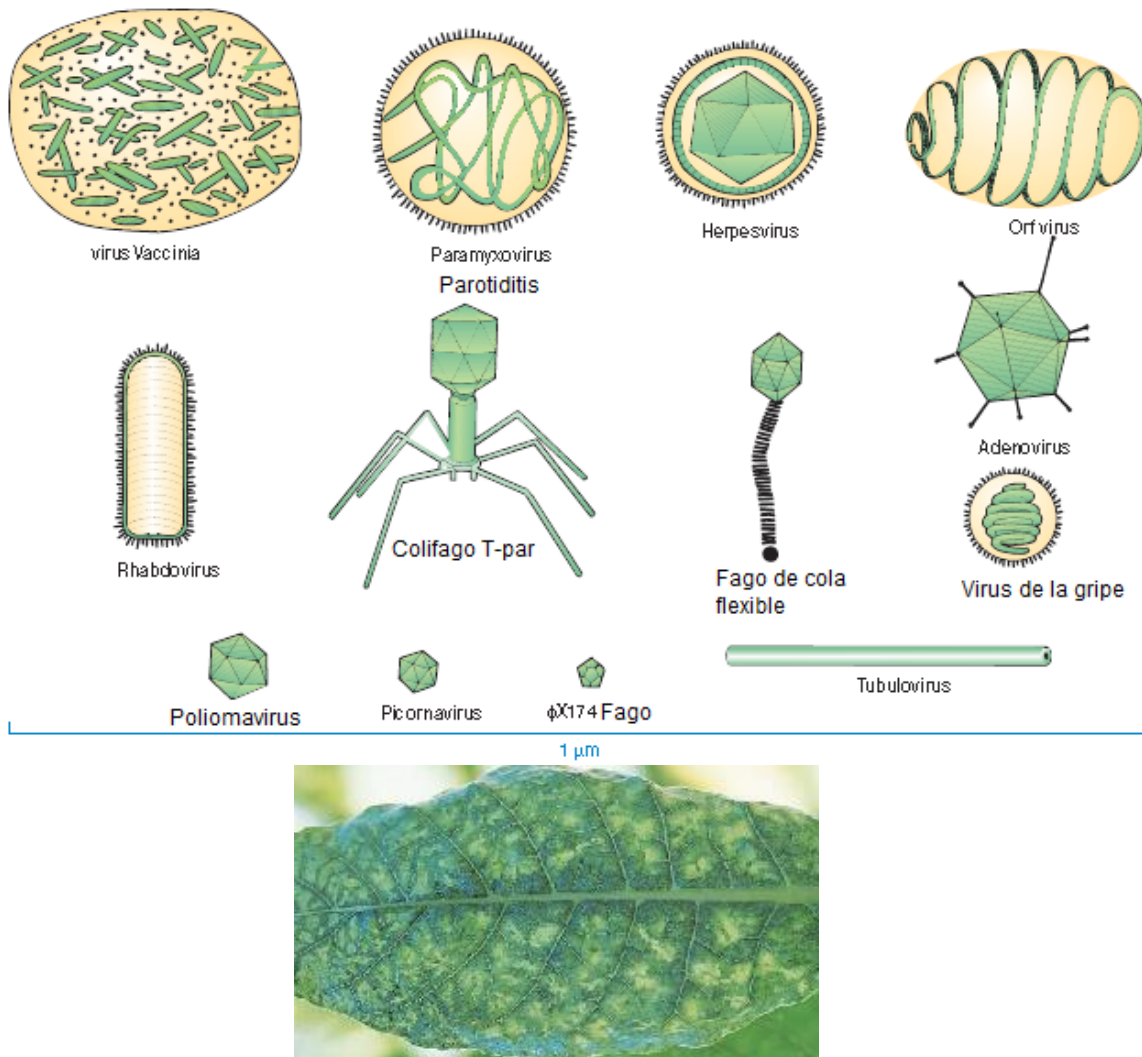 virus Vaccinia
Paramyxovirus
Parotiditis
Herpesvirus
Orf virus
Rhabdovirus
Colifago T-par
Fago de cola
flexible
Adenovirus
Virus de la gripe
Poliomavirus
Picornavirus
ϕX174 Fago
Tubulovirus
1 μm